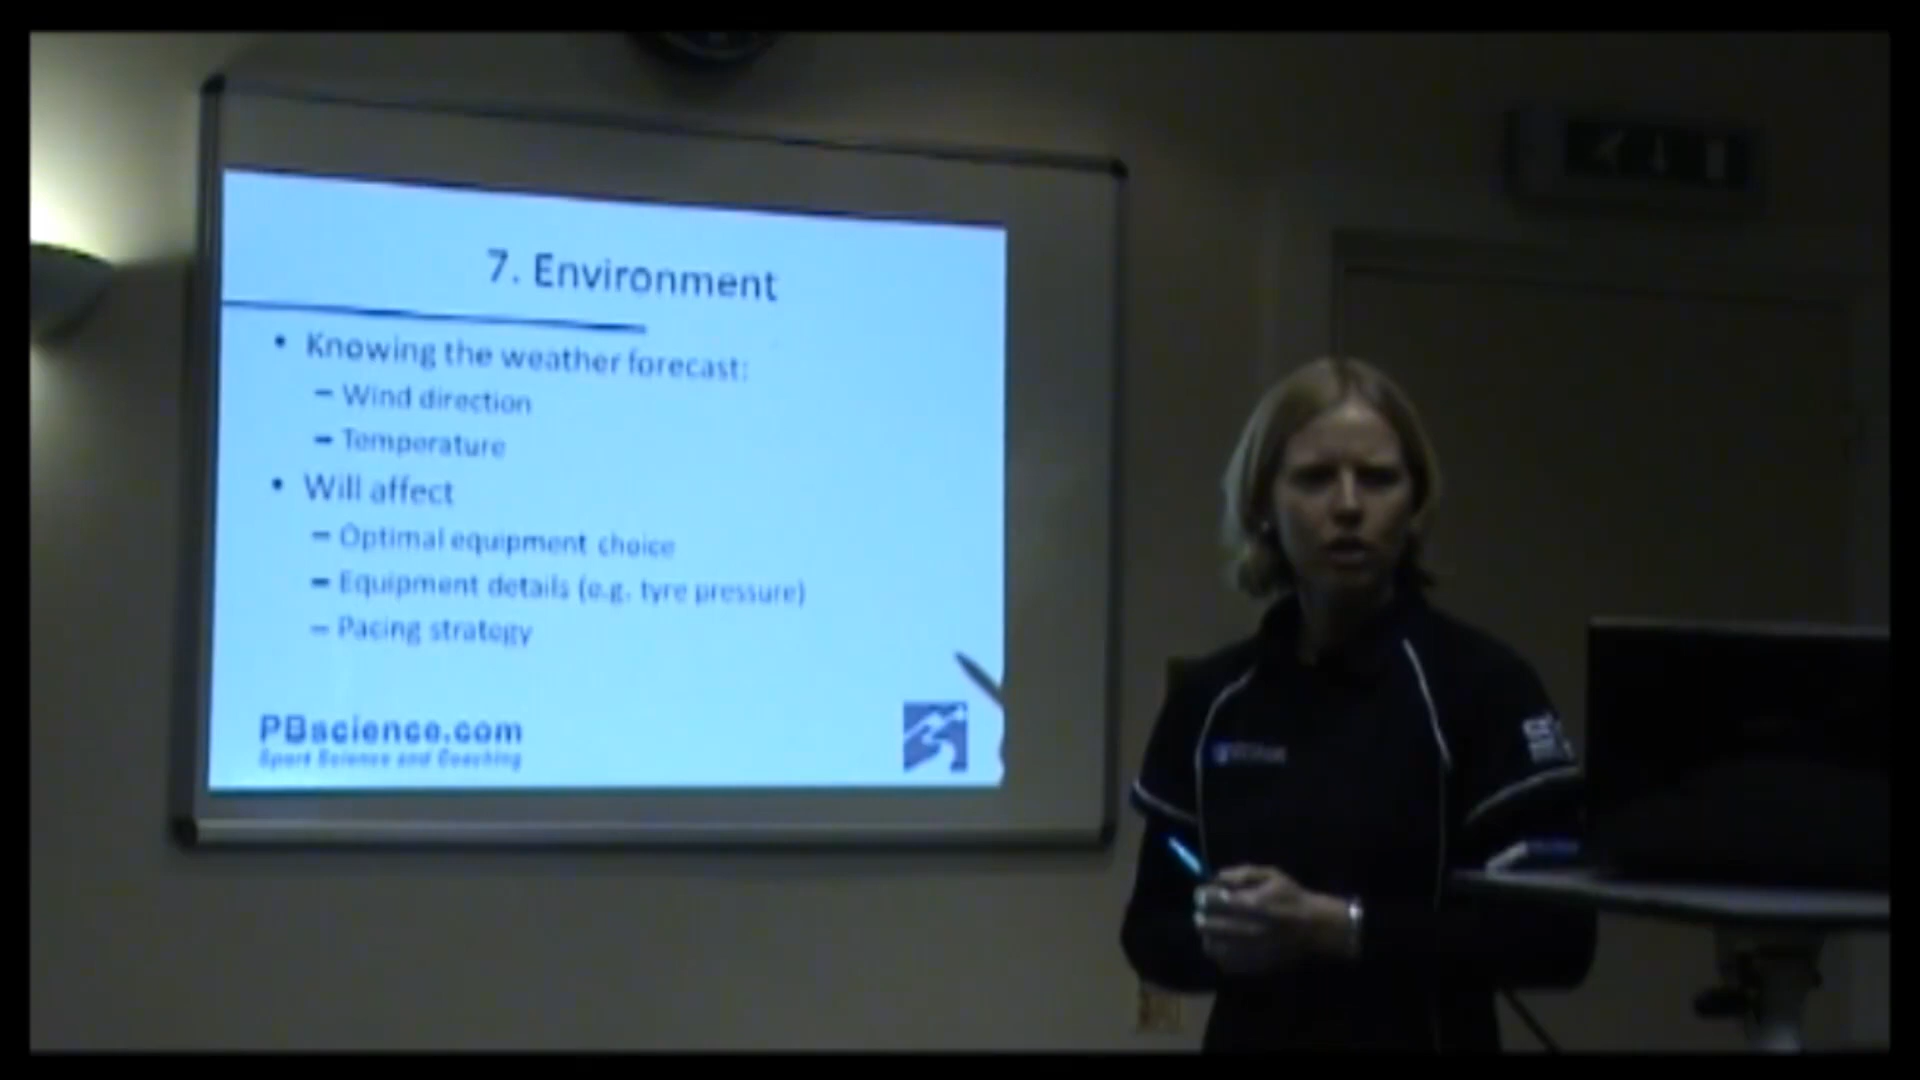 7. Environment
• Knowing the weather forecast:
– Wind direction
– Temperature
• Will affect
– Optimal equipment choice
– Equipment details (e.g. tyre pressure)
– Pacing strategy
PBscience.com
Sport Science and Coaching